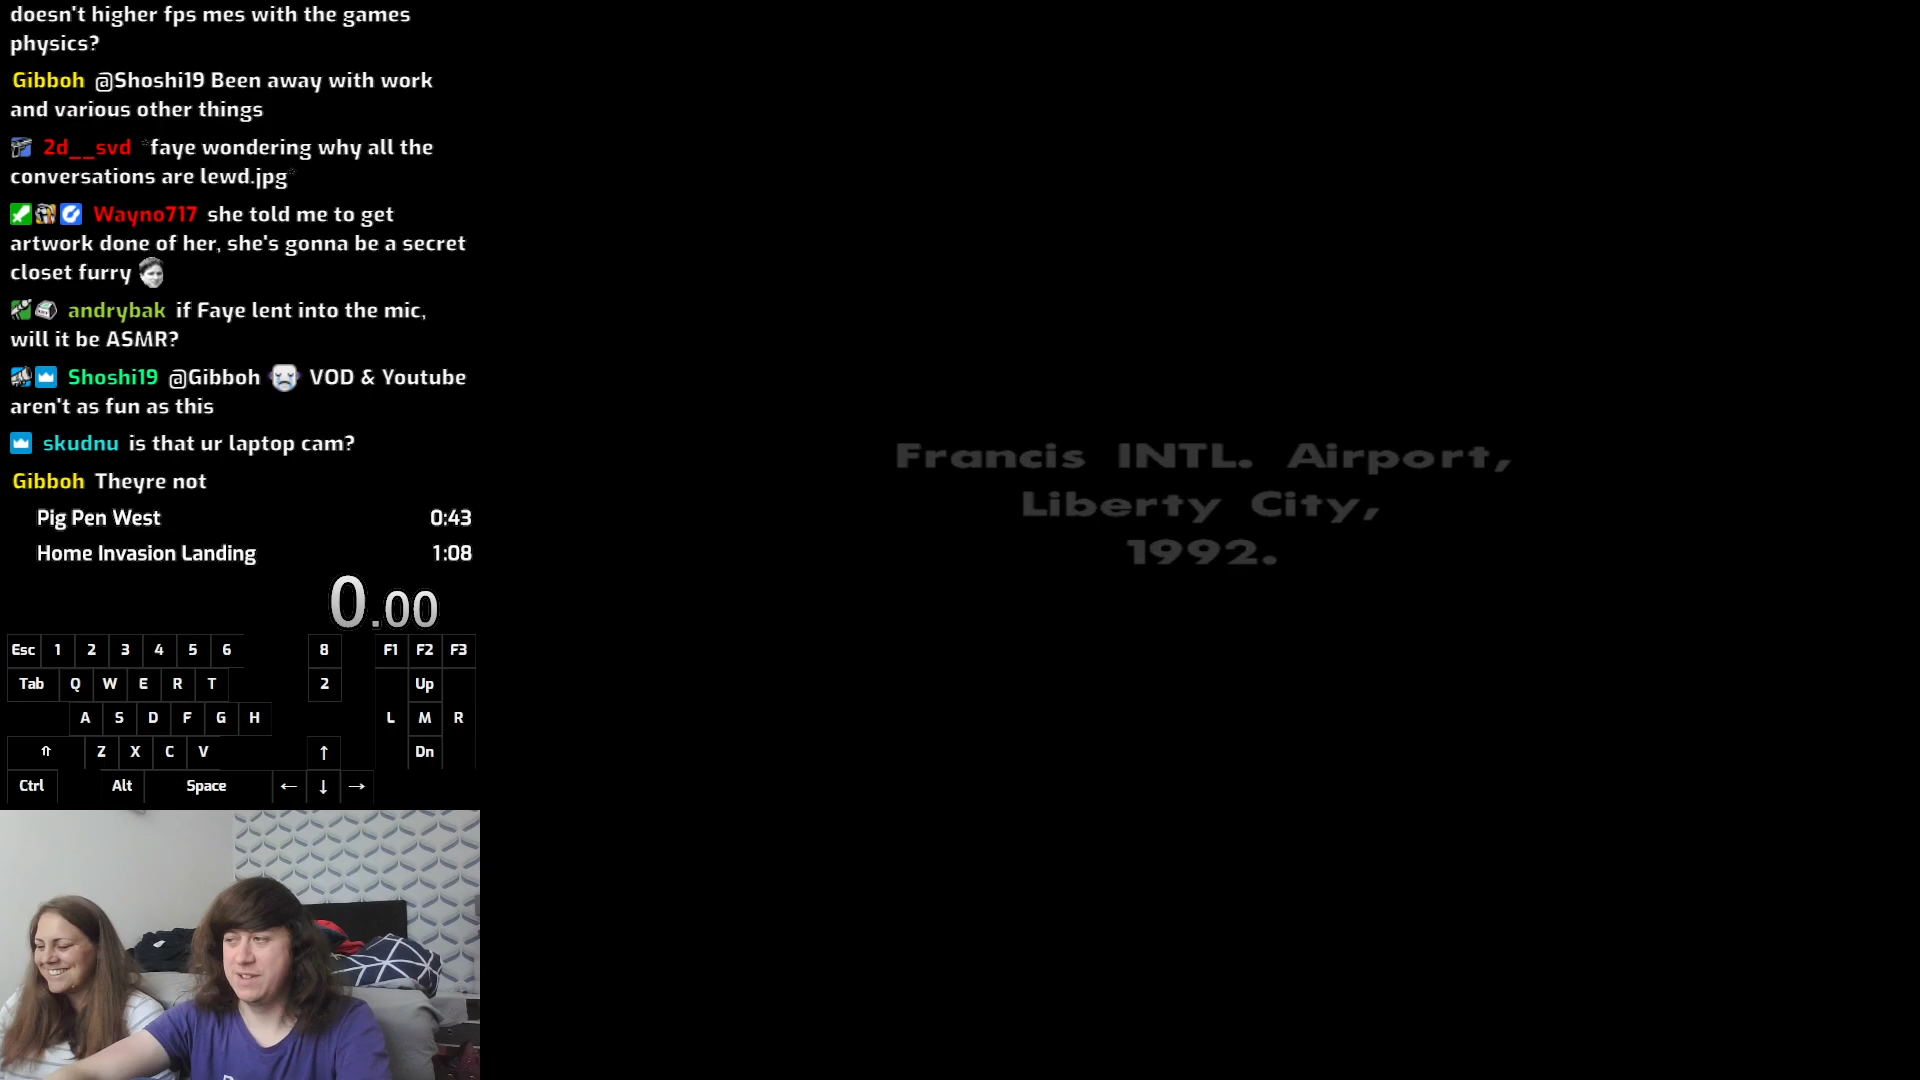 doesn't higher fps mes with the games
physics?
Gibboh @Shoshi19 Been away with work
and various other things
2d__svd *faye wondering why all the
conversations are lewd.jpg*
Wayno717 she told me to get
artwork done of her, she's gonna be a secret
closet furry
andrybak if Faye lent into the mic,
will it be ASMR?
Shoshi19 @Gibboh VOD & Youtube
aren't as fun as this
skudnu is that ur laptop cam?
Gibboh Theyre not
Pig Pen West 0:43
Home Invasion Landing 1:08
0.00
Esc 1 2 3 4 5 6 8 F1 F2 F3
Tab Q W E R T 2 Up
A S D F G H L M R
⇑ Z X C V ↑ Dn
Ctrl Alt Space ← ↓ →
Francis INTL. Airport,
Liberty City,
1992.